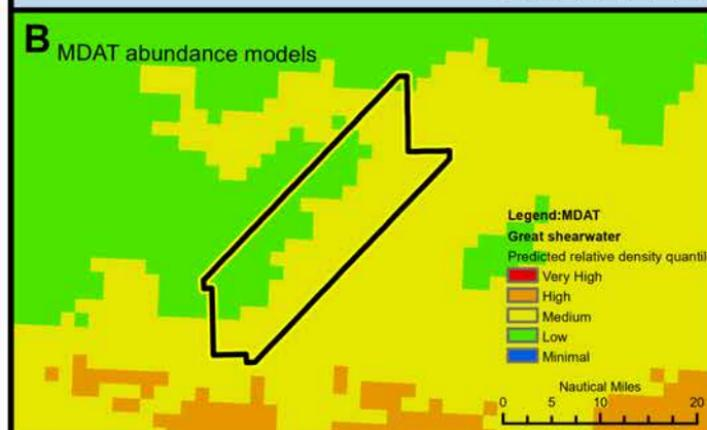 B MDAT abundance models
Legend:MDAT
Great shearwater
Predicted relative density quantile
Very High
High
Medium
Low
Minimal
Nautical Miles
0 5 10 20